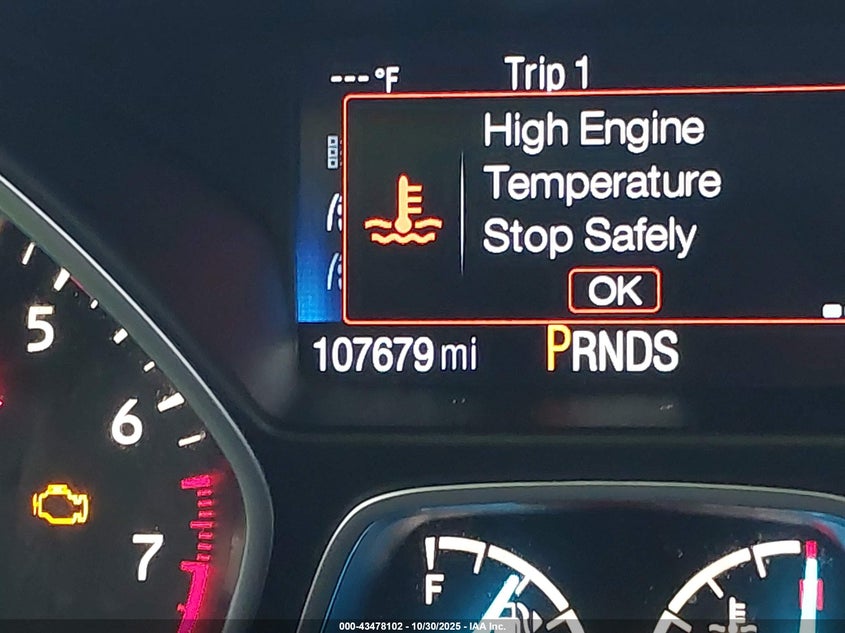 ---°F Trip 1
High Engine
Temperature
Stop Safely
OK
107679 mi PRNDS
5
6
7
F
000-43478102 - 10/30/2025 - IAA Inc.